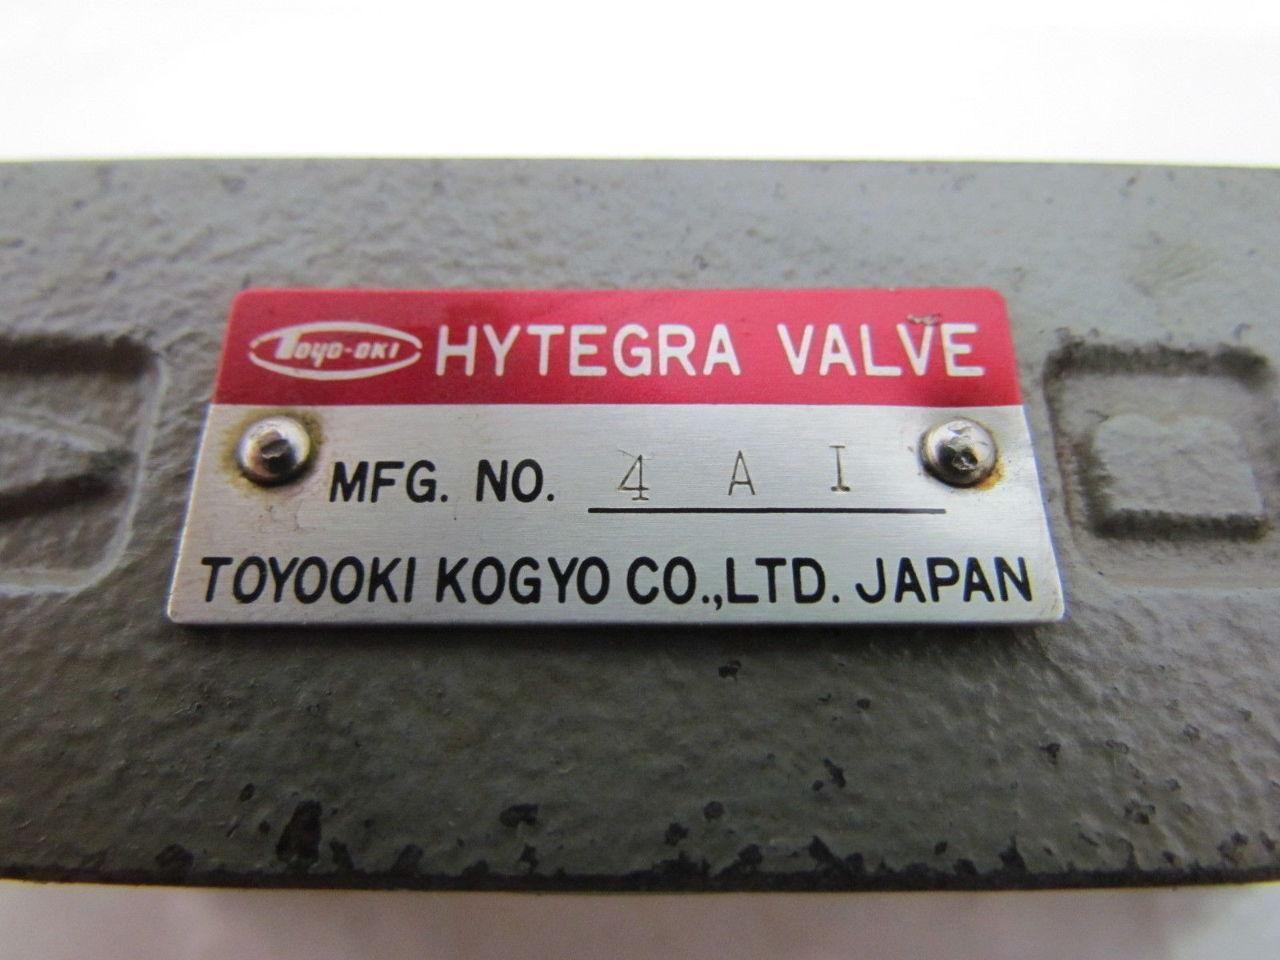 TOYO-OKI HYTEGRA VALVE
MFG. NO. 4 A I
TOYOOKI KOGYO CO.,LTD. JAPAN